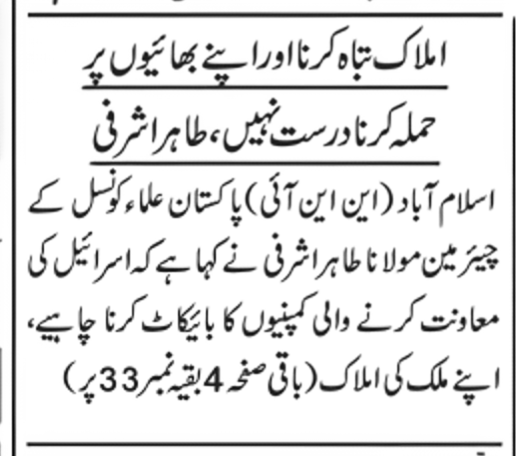 املاک تباہ کرنا اور اپنے بھائیوں پر
حملہ کرنا درست نہیں، طاہر اشرفی
اسلام آباد (این این آئی) پاکستان علماء کونسل کے
چیئرمین مولانا طاہر اشرفی نے کہا ہے کہ اسرائیل کی
معاونت کرنے والی کمپنیوں کا بائیکاٹ کرنا چاہیے،
اپنے ملک کی املاک (باقی صفحہ 4 بقیہ نمبر 33 پر)